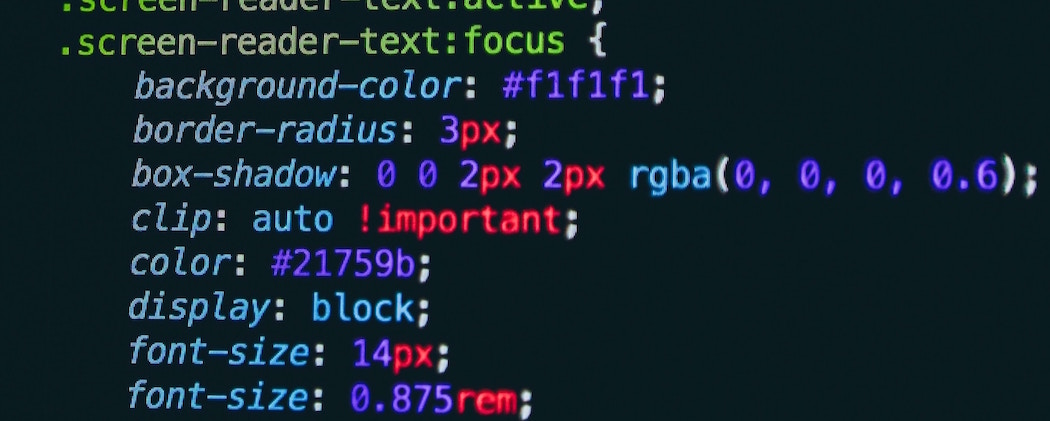 .screen-reader-text:active,
.screen-reader-text:focus {
background-color: #f1f1f1;
border-radius: 3px;
box-shadow: 0 0 2px 2px rgba(0, 0, 0, 0.6);
clip: auto !important;
color: #21759b;
display: block;
font-size: 14px;
font-size: 0.875rem;